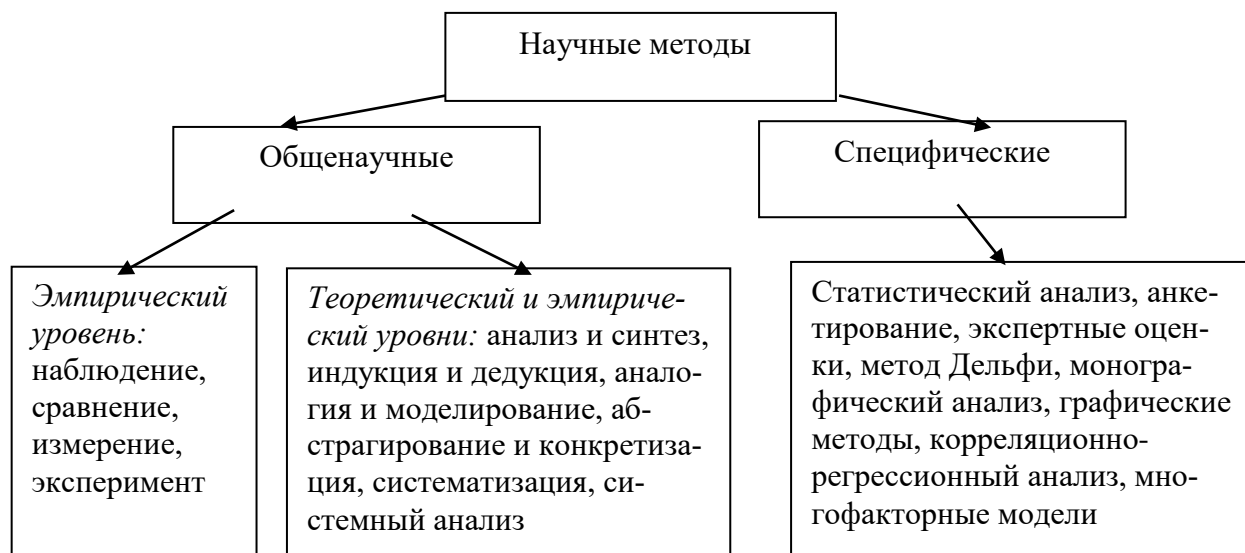 Научные методы
Общенаучные
Специфические
Эмпирический
уровень:
наблюдение,
сравнение,
измерение,
эксперимент
Теоретический и эмпириче-
ский уровни: анализ и синтез,
индукция и дедукция, анало-
гия и моделирование, аб-
страгирование и конкретиза-
ция, систематизация, си-
стемный анализ
Статистический анализ, анке-
тирование, экспертные оцен-
ки, метод Дельфи, моногра-
фический анализ, графические
методы, корреляционно-
регрессионный анализ, мно-
гофакторные модели